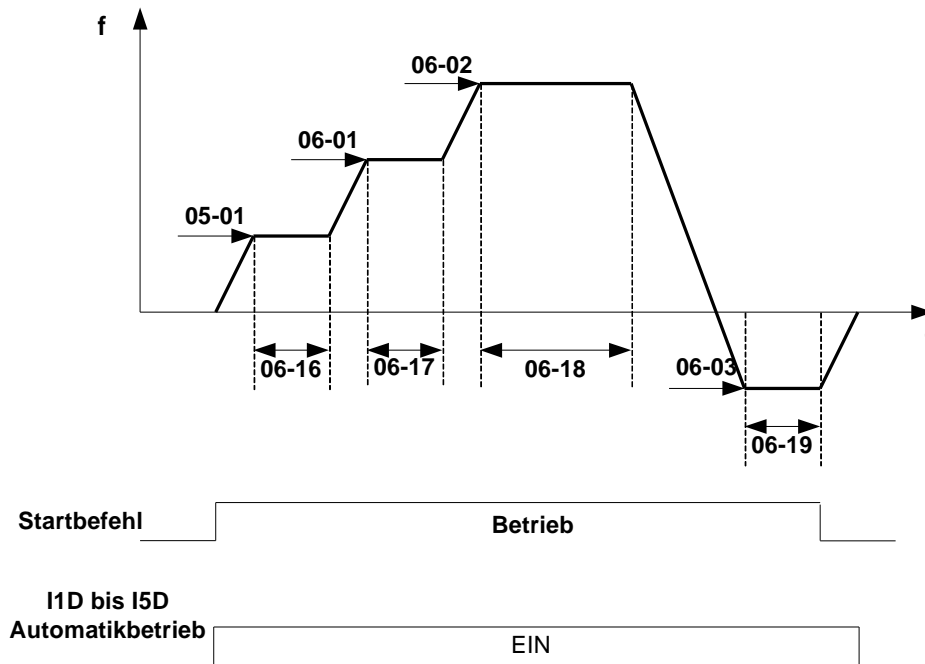 f
06-02
06-01
05-01
06-16
06-17
06-18
06-03
06-19
Startbefehl
Betrieb
I1D bis I5D
Automatikbetrieb
EIN